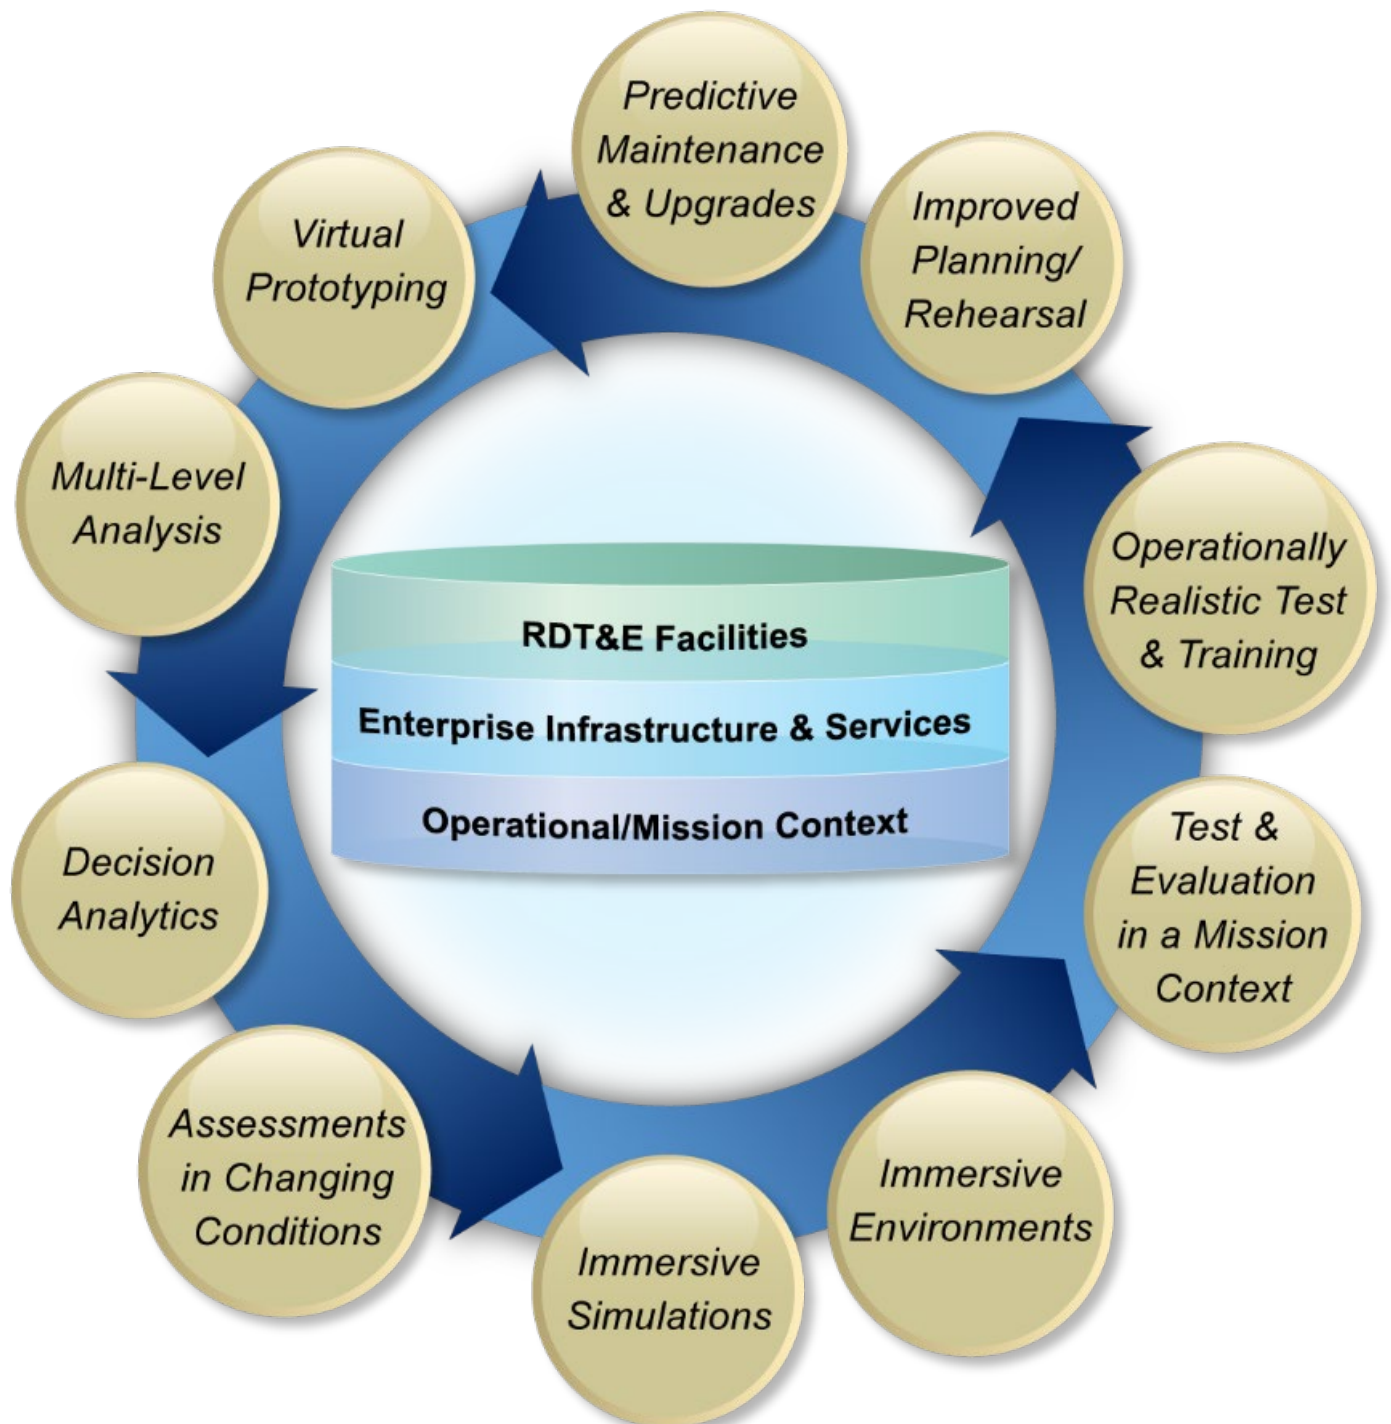 Predictive
Maintenance
& Upgrades
Improved
Planning/
Rehearsal
Virtual
Prototyping
Multi-Level
Analysis
Operationally
Realistic Test
& Training
RDT&E Facilities
Enterprise Infrastructure & Services
Operational/Mission Context
Decision
Analytics
Test &
Evaluation
in a Mission
Context
Assessments
in Changing
Conditions
Immersive
Environments
Immersive
Simulations